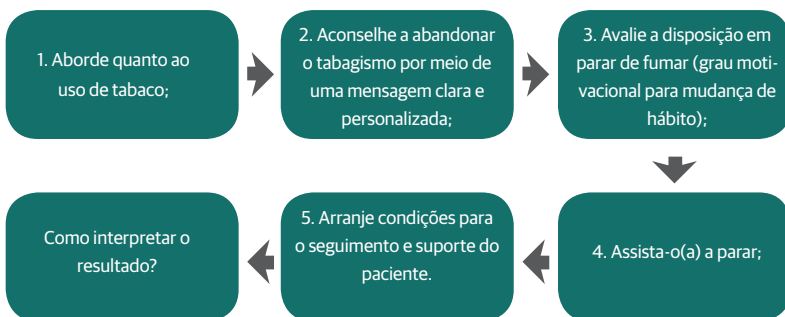 1. Aborde quanto ao
uso de tabaco;
2. Aconselhe a abandonar
o tabagismo por meio de
uma mensagem clara e
personalizada;
3. Avalie a disposição em
parar de fumar (grau moti-
vacional para mudança de
hábito);
4. Assista-o(a) a parar;
5. Arranje condições para
o seguimento e suporte do
paciente.
Como interpretar o
resultado?